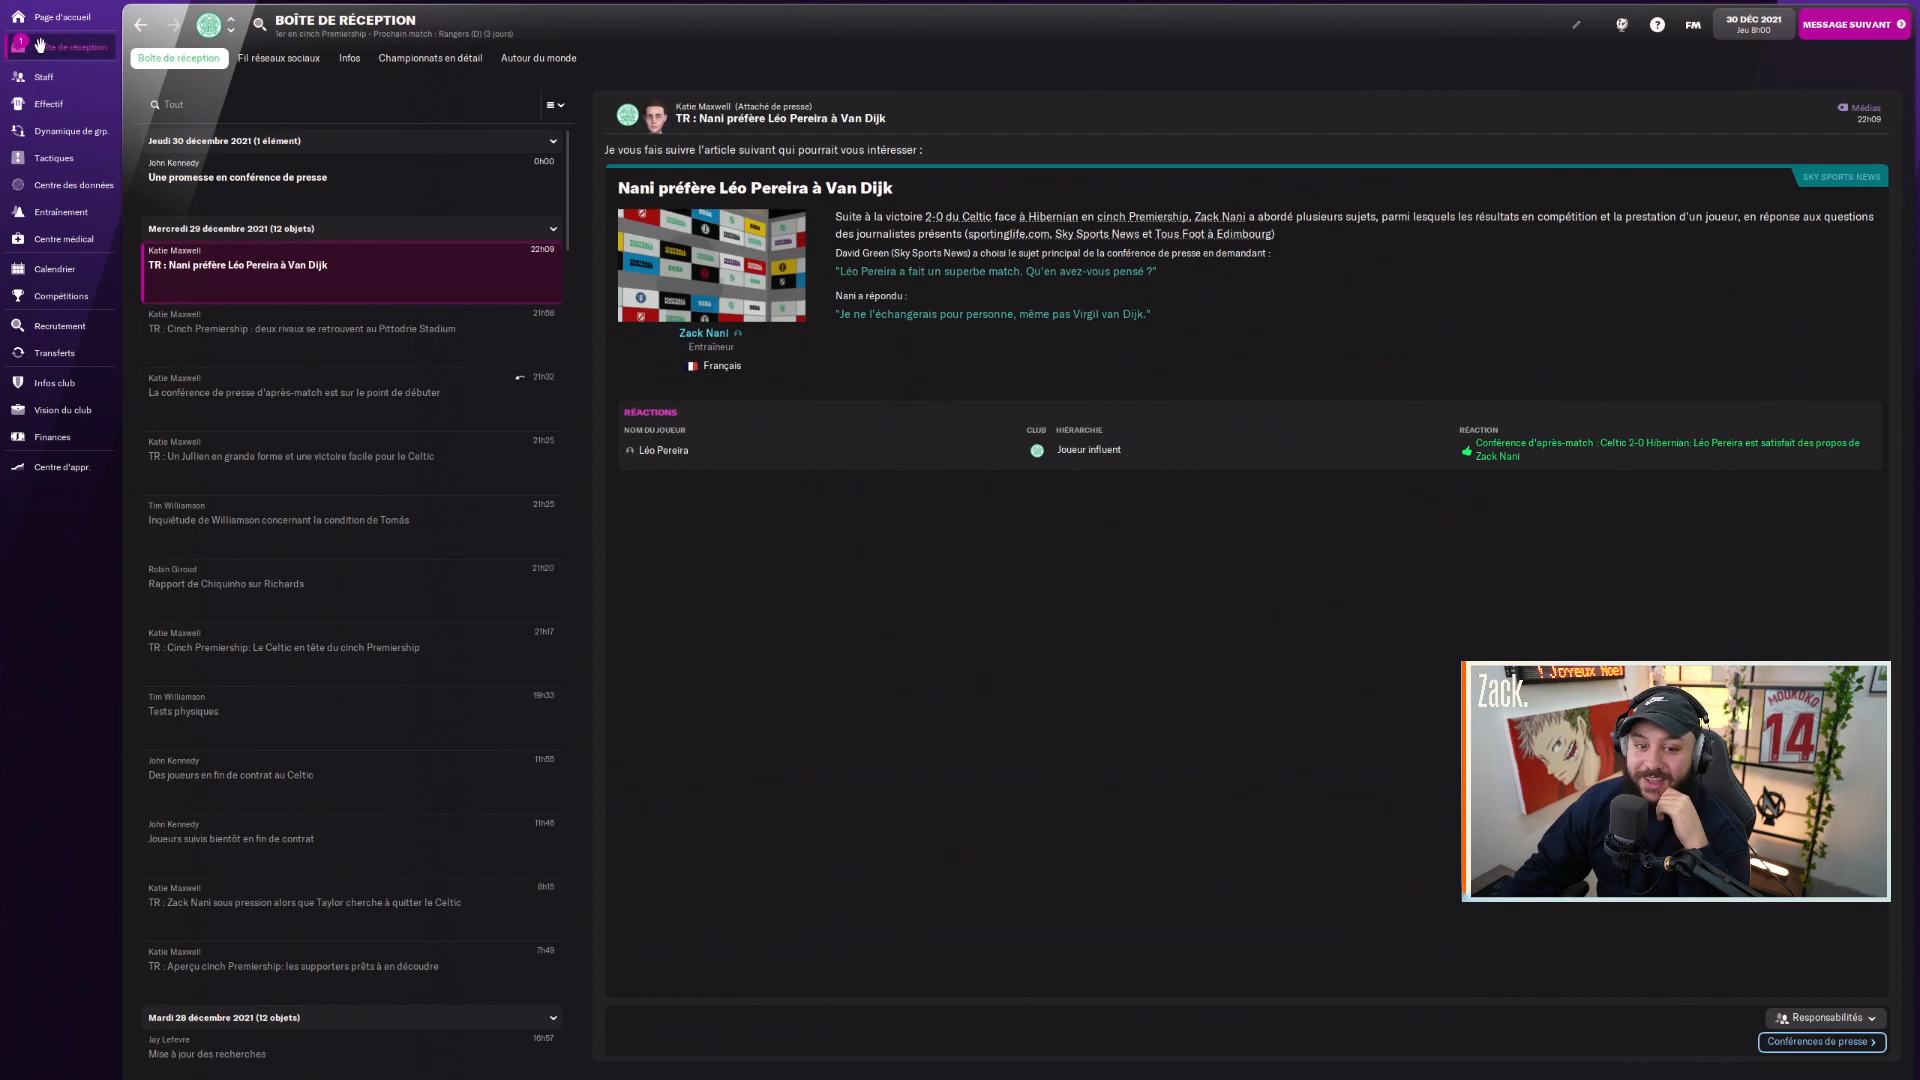 Page d'accueil
1
te de réception
Staff
Effectif
Dynamique de grp.
Tactiques
Centre des données
Entraînement
Centre médical
Calendrier
Compétitions
Recrutement
Transferts
Infos club
Vision du club
Finances
Centre d'appr.
BOÎTE DE RÉCEPTION
1er en cinch Premiership - Prochain match : Rangers (D) (3 jours)
?
FM
30 DÉC 2021
Jeu 8h00
MESSAGE SUIVANT
Boîte de réception
Fil réseaux sociaux
Infos
Championnats en détail
Autour du monde
Tout
Jeudi 30 décembre 2021 (1 élément)
John Kennedy 0h00
Une promesse en conférence de presse
Mercredi 29 décembre 2021 (12 objets)
Katie Maxwell 22h09
TR : Nani préfère Léo Pereira à Van Dijk
Katie Maxwell 21h58
TR : Cinch Premiership : deux rivaux se retrouvent au Pittodrie Stadium
Katie Maxwell 21h32
La conférence de presse d'après-match est sur le point de débuter
Katie Maxwell 21h25
TR : Un Jullien en grande forme et une victoire facile pour le Celtic
Tim Williamson 21h25
Inquiétude de Williamson concernant la condition de Tomás
Robin Giroud 21h20
Rapport de Chiquinho sur Richards
Katie Maxwell 21h17
TR : Cinch Premiership: Le Celtic en tête du cinch Premiership
Tim Williamson 19h33
Tests physiques
John Kennedy 11h55
Des joueurs en fin de contrat au Celtic
John Kennedy 11h46
Joueurs suivis bientôt en fin de contrat
Katie Maxwell 8h15
TR : Zack Nani sous pression alors que Taylor cherche à quitter le Celtic
Katie Maxwell 7h49
TR : Aperçu cinch Premiership: les supporters prêts à en découdre
Mardi 28 décembre 2021 (12 objets)
Jay Lefevre 16h57
Mise à jour des recherches
Katie Maxwell (Attaché de presse)
TR : Nani préfère Léo Pereira à Van Dijk
Médias
22h09
Je vous fais suivre l'article suivant qui pourrait vous intéresser :
SKY SPORTS NEWS
Nani préfère Léo Pereira à Van Dijk
Suite à la victoire 2-0 du Celtic face à Hibernian en cinch Premiership, Zack Nani a abordé plusieurs sujets, parmi lesquels les résultats en compétition et la prestation d'un joueur, en réponse aux questions
des journalistes présents (sportinglife.com, Sky Sports News et Tous Foot à Edimbourg)
David Green (Sky Sports News) a choisi le sujet principal de la conférence de presse en demandant :
"Léo Pereira a fait un superbe match. Qu'en avez-vous pensé ?"
Nani a répondu :
"Je ne l'échangerais pour personne, même pas Virgil van Dijk."
Zack Nani
Entraîneur
Français
RÉACTIONS
NOM DU JOUEUR CLUB HIÉRARCHIE RÉACTION
Léo Pereira Joueur influent
Conférence d'après-match : Celtic 2-0 Hibernian: Léo Pereira est satisfait des propos de
Zack Nani
! Joyeux Noël
Zack.
MOUKOKO
14
Responsabilités
Conférences de presse